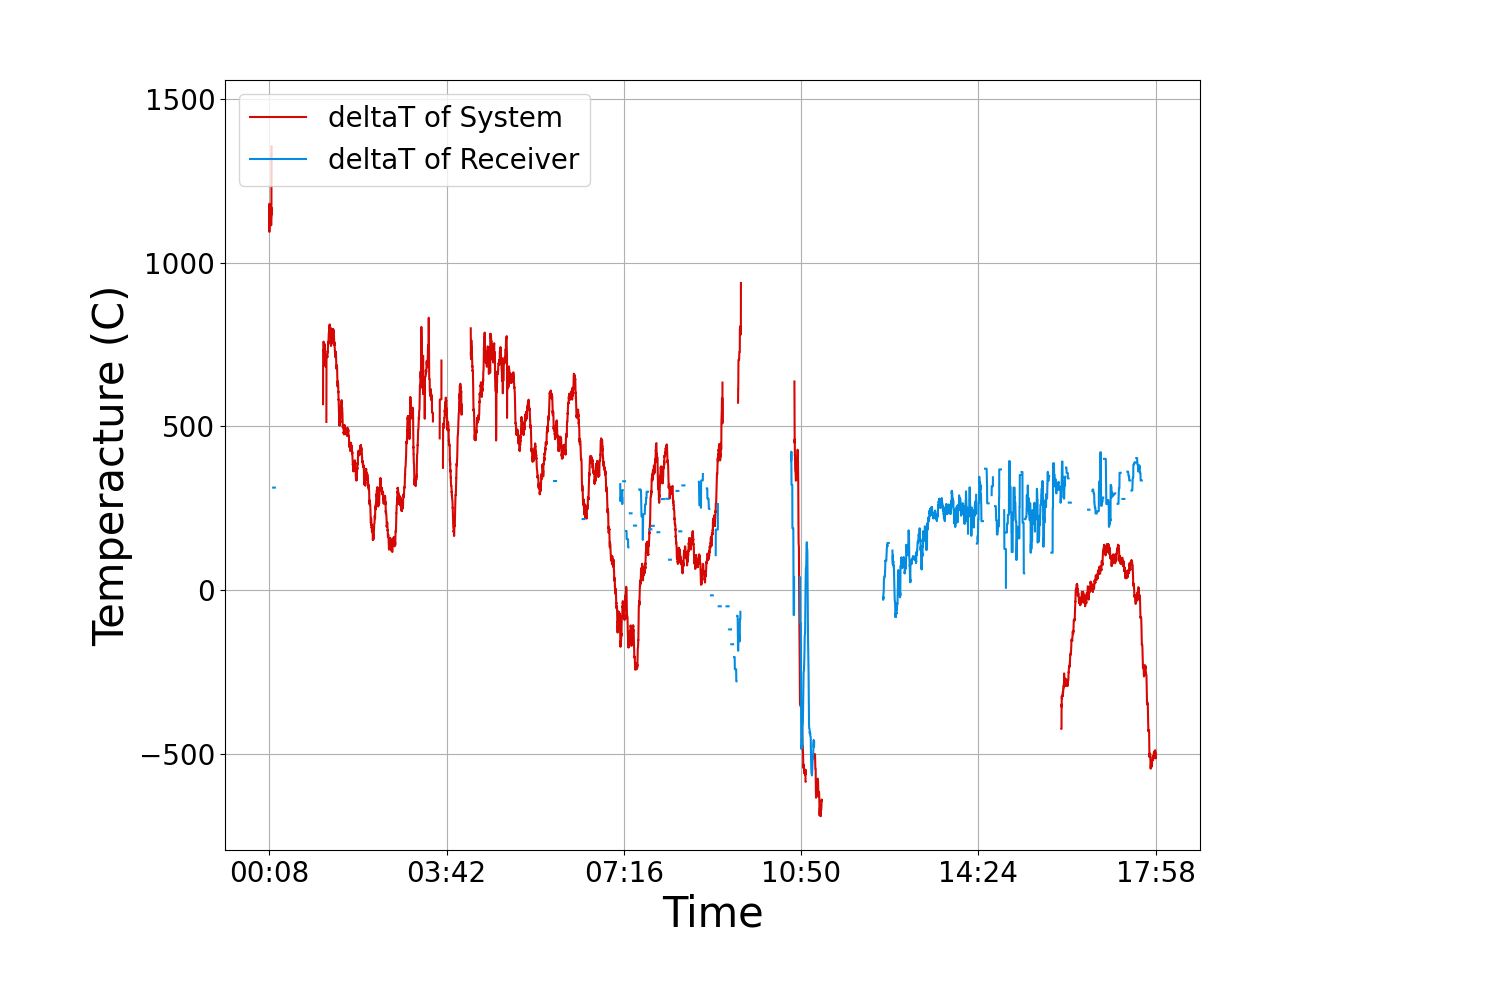 deltaT of System
deltaT of Receiver
1500
1000
500
0
−500
Temperacture (C)
00:08 03:42 07:16 10:50 14:24 17:58
Time